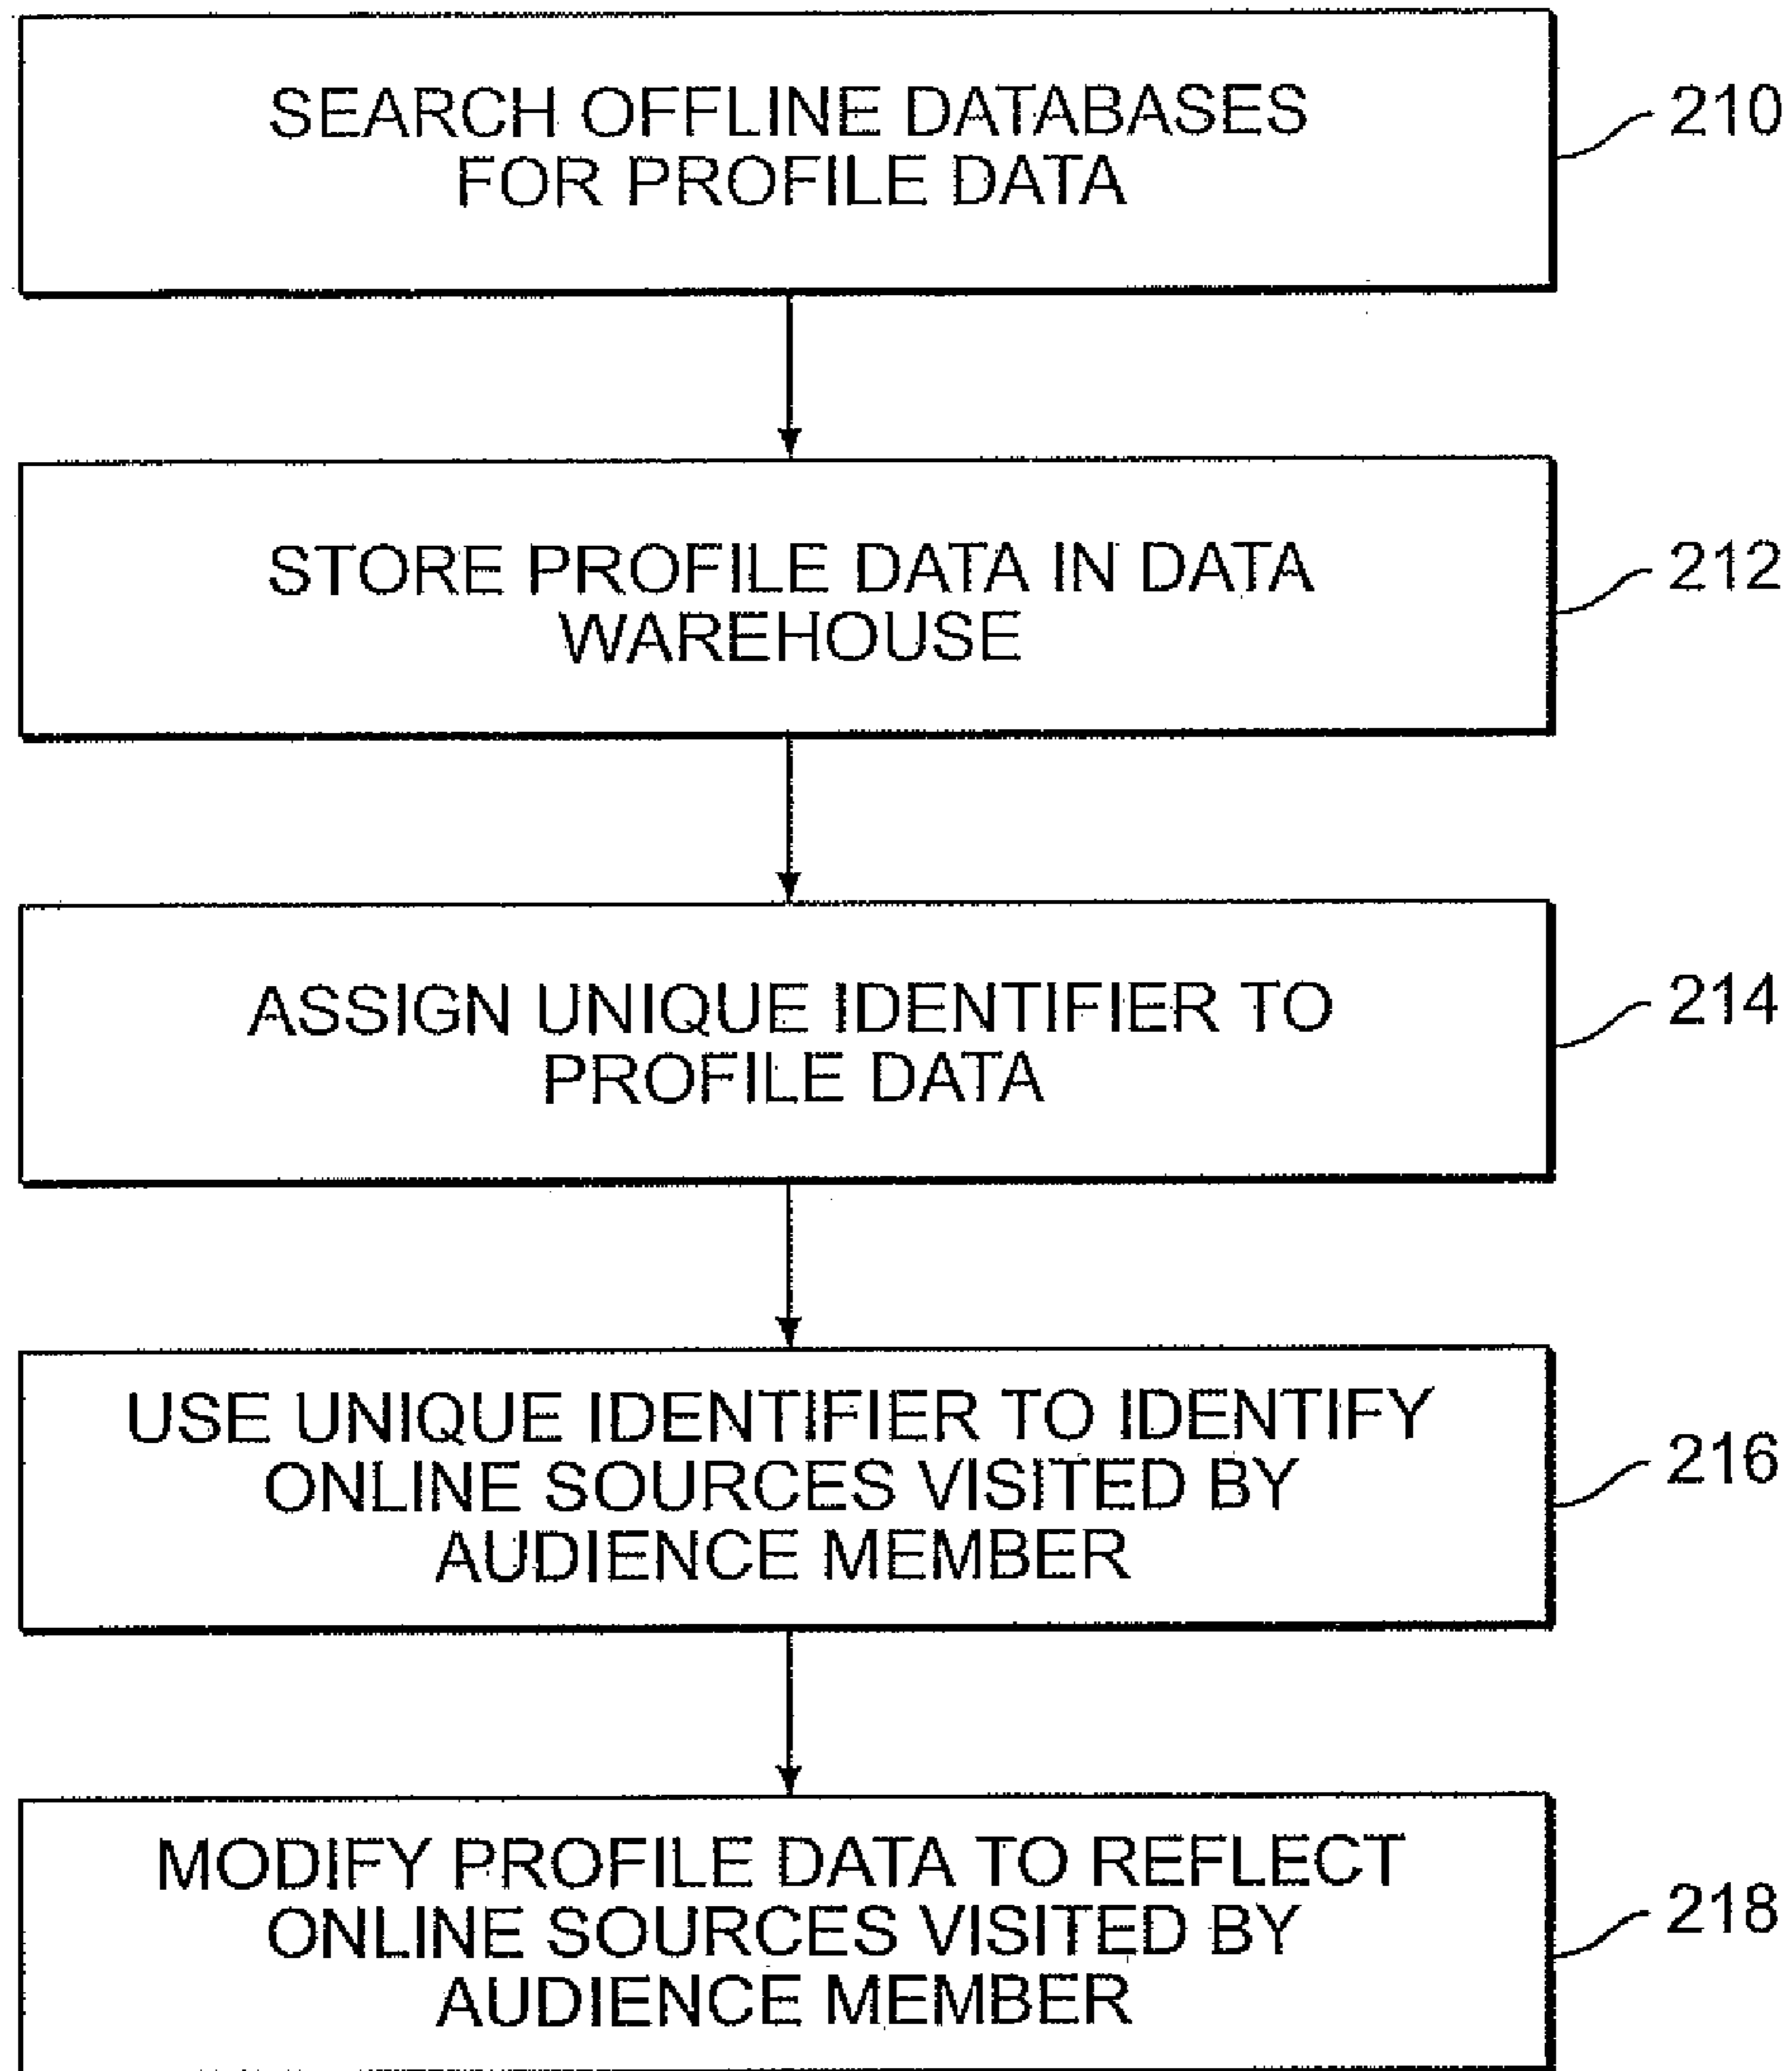 SEARCH OFFLINE DATABASES
FOR PROFILE DATA
210
STORE PROFILE DATA IN DATA
WAREHOUSE
212
ASSIGN UNIQUE IDENTIFIER TO
PROFILE DATA
214
USE UNIQUE IDENTIFIER TO IDENTIFY
ONLINE SOURCES VISITED BY
AUDIENCE MEMBER
216
MODIFY PROFILE DATA TO REFLECT
ONLINE SOURCES VISITED BY
AUDIENCE MEMBER
218